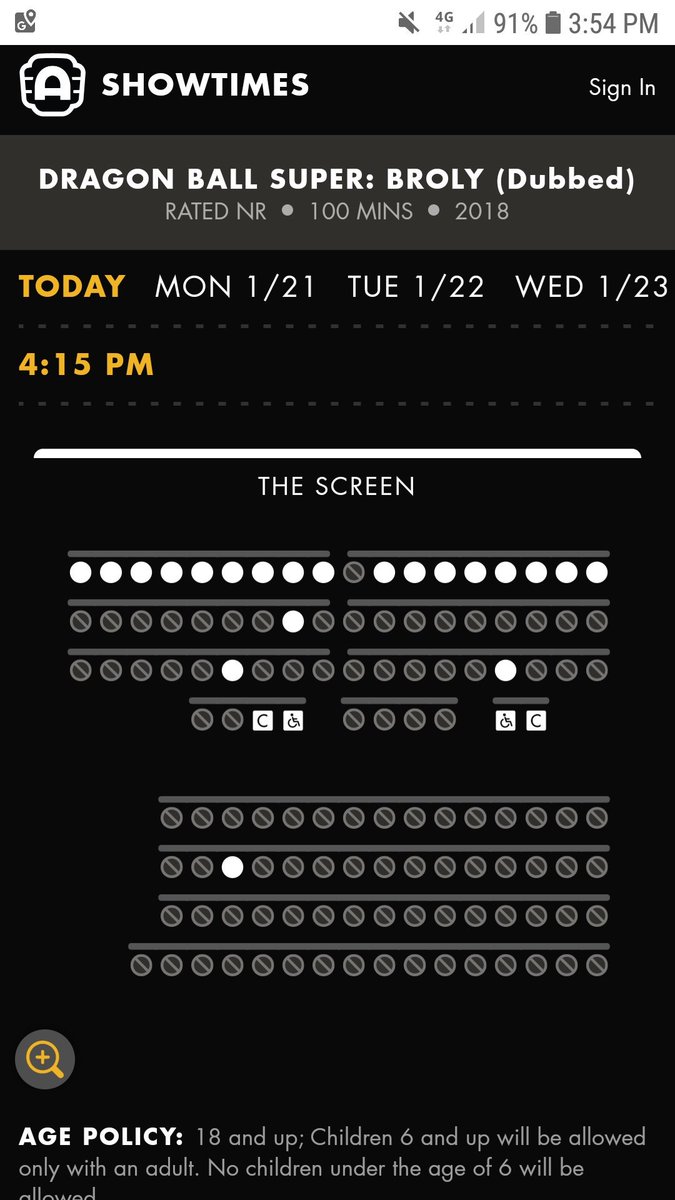 4G 91% 3:54 PM
A SHOWTIMES Sign In
DRAGON BALL SUPER: BROLY (Dubbed)
RATED NR ● 100 MINS ● 2018
TODAY MON 1/21 TUE 1/22 WED 1/23
4:15 PM
THE SCREEN
C C
AGE POLICY: 18 and up; Children 6 and up will be allowed
only with an adult. No children under the age of 6 will be
allowed